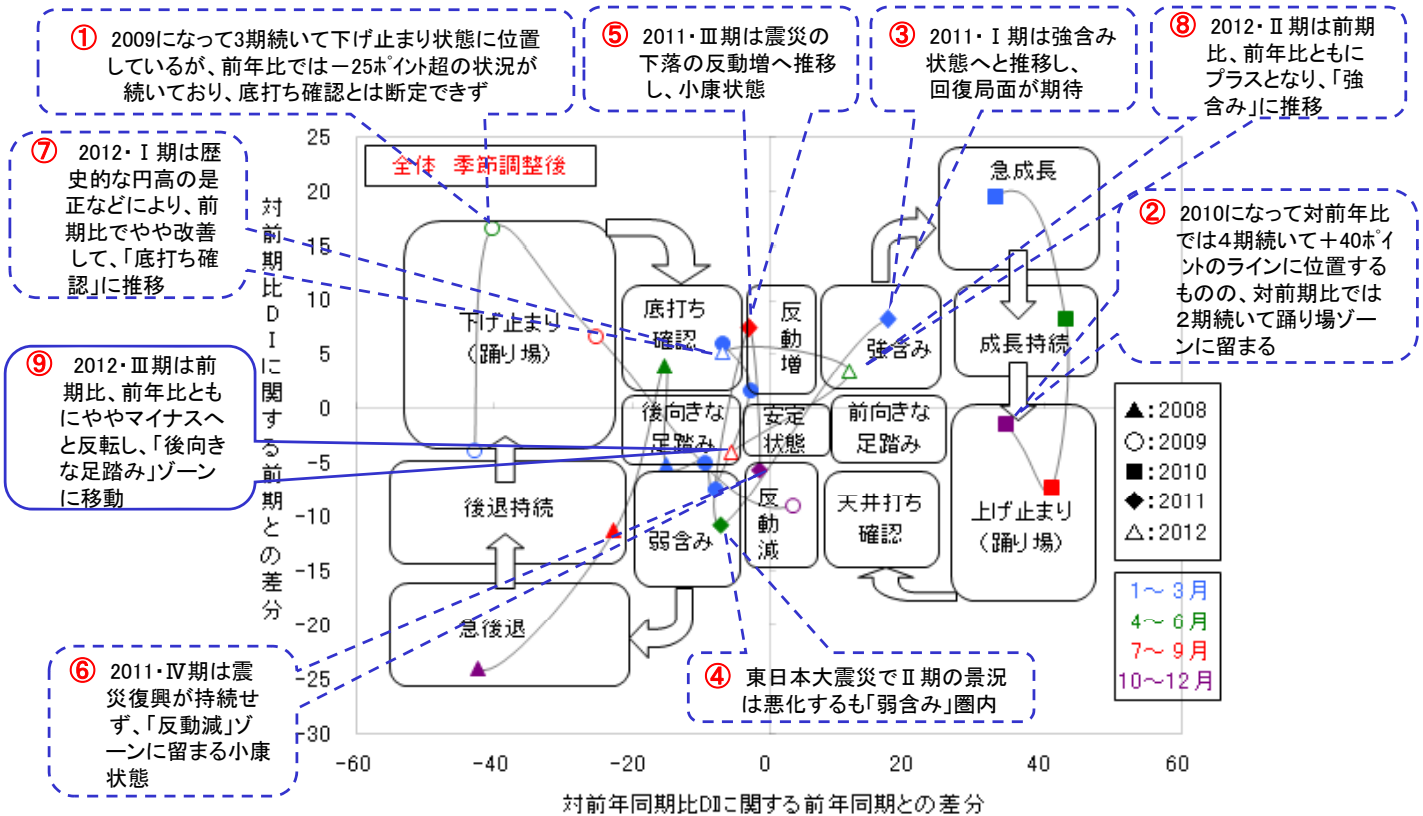 ① 2009になって3期続いて下げ止まり状態に位置
しているが、前年比では－25ﾎﾟｲﾝﾄ超の状況が
続いており、底打ち確認とは断定できず
⑤ 2011・Ⅲ期は震災の
下落の反動増へ推移
し、小康状態
③ 2011・Ⅰ期は強含み
状態へと推移し、
回復局面が期待
⑧ 2012・Ⅱ期は前期
比、前年比ともに
プラスとなり、「強
含み」に推移
⑦ 2012・Ⅰ期は歴
史的な円高の是
正などにより、前
期比でやや改善
して、「底打ち確
認」に推移
② 2010になって対前年比
では４期続いて＋40ﾎﾟｲ
ﾝﾄのラインに位置する
ものの、対前期比では
２期続いて踊り場ゾー
ンに留まる
⑨ 2012・Ⅲ期は前
期比、前年比とも
にややマイナスへ
と反転し、「後向き
な足踏み」ゾーン
に移動
⑥ 2011・Ⅳ期は震
災復興が持続せ
ず、「反動減」ゾ
ーンに留まる小康
状態
④ 東日本大震災でⅡ期の景況
は悪化するも「弱含み」圏内
全体 季節調整後
対前期比ＤＩに関する前期との差分
25
20
15
10
5
0
-5
-10
-15
-20
-25
-30
急成長
下げ止まり
(踊り場)
底打ち
確認
反動増
強含み
成長持続
後向きな
足踏み
安定
状態
前向きな
足踏み
後退持続
弱含み
反動減
天井打ち
確認
上げ止まり
(踊り場)
急後退
▲:2008
○:2009
■:2010
◆:2011
△:2012
1～ 3月
4～ 6月
7～ 9月
10～12月
-60
-40
-20
0
20
40
60
対前年同期比DIに関する前年同期との差分